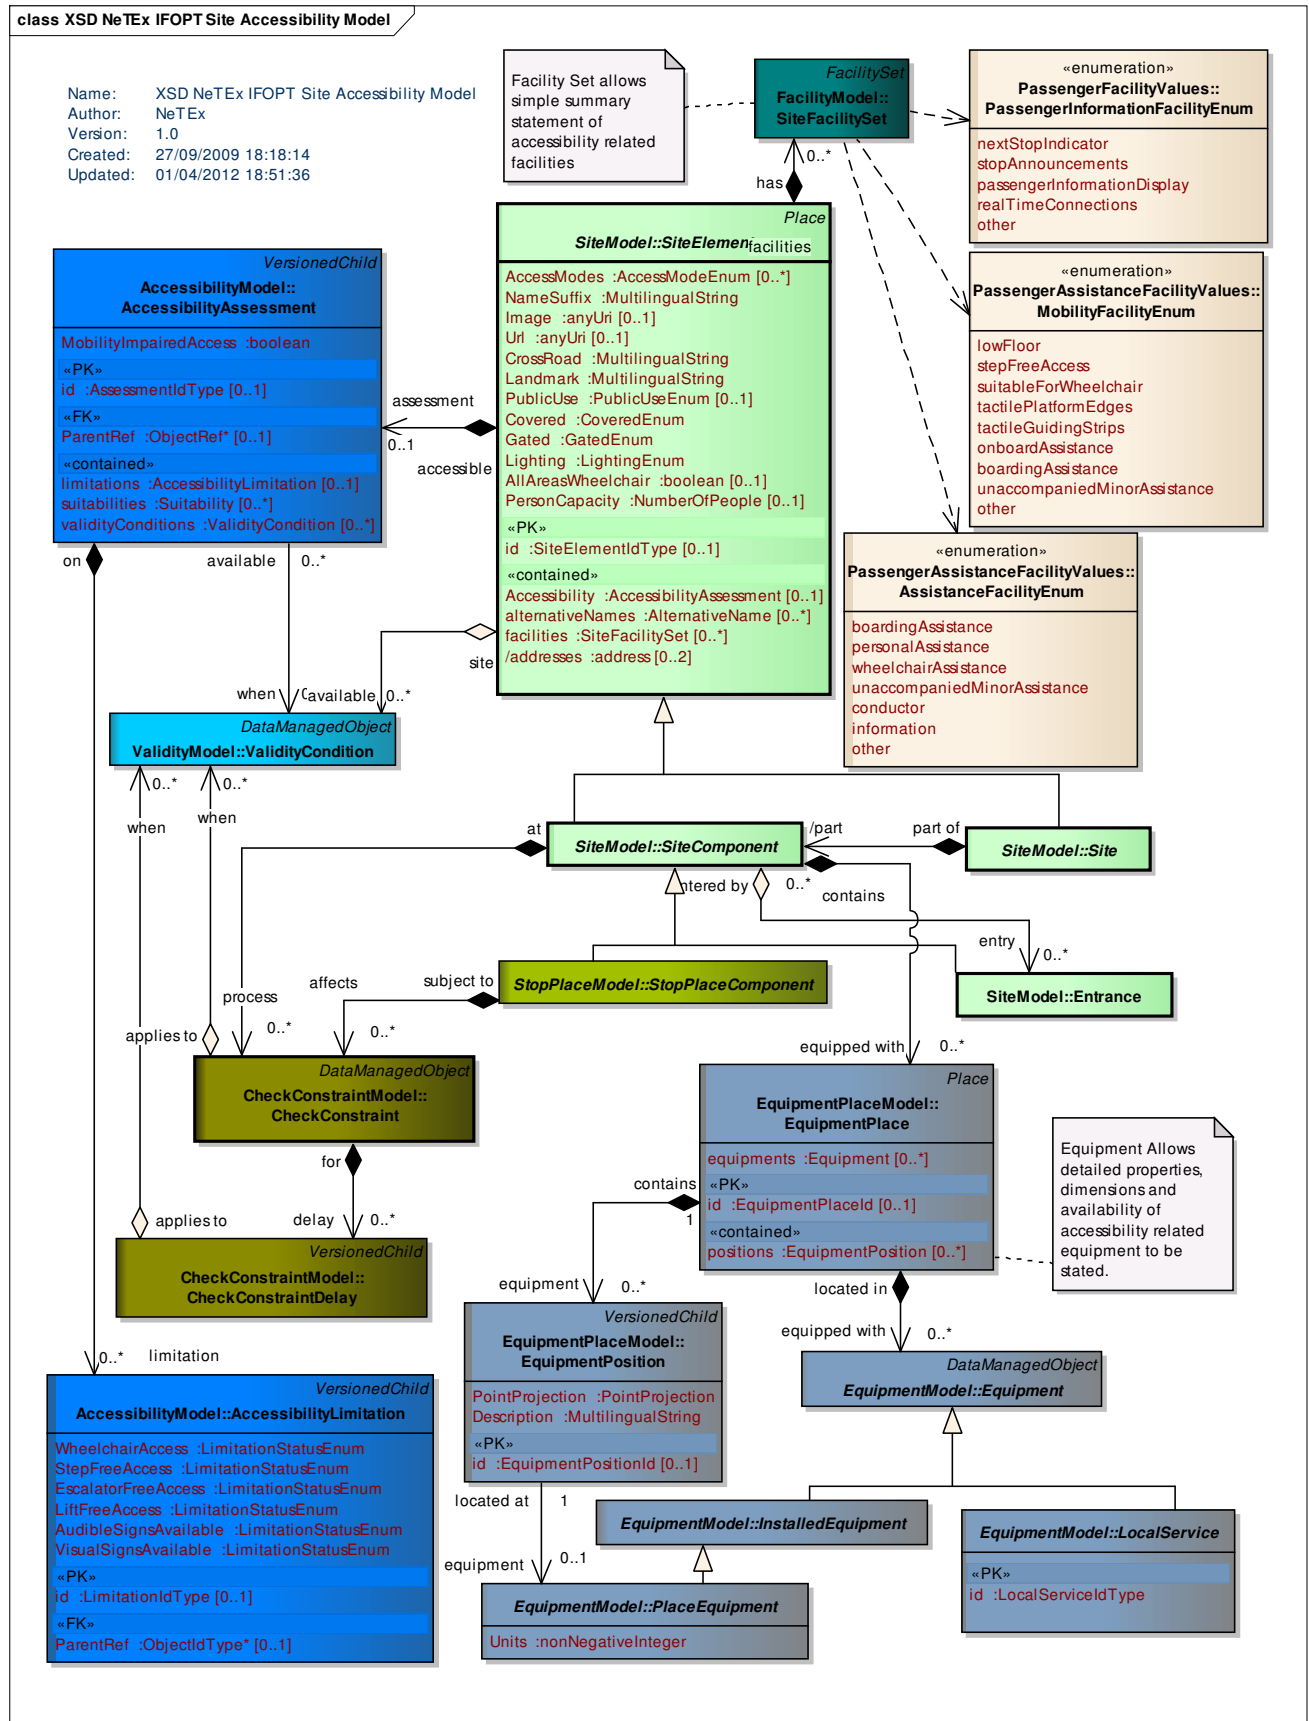 class XSD NeTEx IFOPT Site Accessibility Model
Name: XSD NeTEx IFOPT Site Accessibility Model
Author: NeTEx
Version: 1.0
Created: 27/09/2009 18:18:14
Updated: 01/04/2012 18:51:36
Facility Set allows
simple summary
statement of
accessibility related
facilities
FacilitySet
FacilityModel::
SiteFacilitySet
0..*
has
«enumeration»
PassengerFacilityValues::
PassengerInformationFacilityEnum
nextStopIndicator
stopAnnouncements
passengerInformationDisplay
realTimeConnections
other
«enumeration»
PassengerAssistanceFacilityValues::
MobilityFacilityEnum
lowFloor
stepFreeAccess
suitableForWheelchair
tactilePlatformEdges
tactileGuidingStrips
onboardAssistance
boardingAssistance
unaccompaniedMinorAssistance
other
«enumeration»
PassengerAssistanceFacilityValues::
AssistanceFacilityEnum
boardingAssistance
personalAssistance
wheelchairAssistance
unaccompaniedMinorAssistance
conductor
information
other
Place
SiteModel::SiteElemen
facilities
AccessModes :AccessModeEnum [0..*]
NameSuffix :MultilingualString
Image :anyUri [0..1]
Url :anyUri [0..1]
CrossRoad :MultilingualString
Landmark :MultilingualString
PublicUse :PublicUseEnum [0..1]
Covered :CoveredEnum
Gated :GatedEnum
Lighting :LightingEnum
AllAreasWheelchair :boolean [0..1]
PersonCapacity :NumberOfPeople [0..1]
«PK»
id :SiteElementIdType [0..1]
«contained»
Accessibility :AccessibilityAssessment [0..1]
alternativeNames :AlternativeName [0..*]
facilities :SiteFacilitySet [0..*]
/addresses :address [0..2]
VersionedChild
AccessibilityModel::
AccessibilityAssessment
MobilityImpairedAccess :boolean
«PK»
id :AssessmentIdType [0..1]
«FK»
ParentRef :ObjectRef* [0..1]
«contained»
limitations :AccessibilityLimitation [0..1]
suitabilities :Suitability [0..*]
validityConditions :ValidityCondition [0..*]
assessment
0..1
accessible
on
available 0..*
site
when
available 0..*
DataManagedObject
ValidityModel::ValidityCondition
0..*
0..*
when
when
at
SiteModel::SiteComponent
/part
part of
SiteModel::Site
ntered by
0..*
contains
entry
0..*
StopPlaceModel::StopPlaceComponent
SiteModel::Entrance
subject to
affects
process
0..*
0..*
applies to
equipped with
0..*
DataManagedObject
CheckConstraintModel::
CheckConstraint
for
delay
0..*
applies to
VersionedChild
CheckConstraintModel::
CheckConstraintDelay
Place
EquipmentPlaceModel::
EquipmentPlace
equipments :Equipment [0..*]
«PK»
id :EquipmentPlaceId [0..1]
«contained»
positions :EquipmentPosition [0..*]
Equipment Allows
detailed properties,
dimensions and
availability of
accessibility related
equipment to be
stated.
contains
1
equipment
0..*
located in
equipped with
0..*
VersionedChild
EquipmentPlaceModel::
EquipmentPosition
PointProjection :PointProjection
Description :MultilingualString
«PK»
id :EquipmentPositionId [0..1]
DataManagedObject
EquipmentModel::Equipment
0..*
limitation
VersionedChild
AccessibilityModel::AccessibilityLimitation
WheelchairAccess :LimitationStatusEnum
StepFreeAccess :LimitationStatusEnum
EscalatorFreeAccess :LimitationStatusEnum
LiftFreeAccess :LimitationStatusEnum
AudibleSignsAvailable :LimitationStatusEnum
VisualSignsAvailable :LimitationStatusEnum
«PK»
id :LimitationIdType [0..1]
«FK»
ParentRef :ObjectIdType* [0..1]
located at
1
equipment
0..1
EquipmentModel::InstalledEquipment
EquipmentModel::LocalService
«PK»
id :LocalServiceIdType
EquipmentModel::PlaceEquipment
Units :nonNegativeInteger